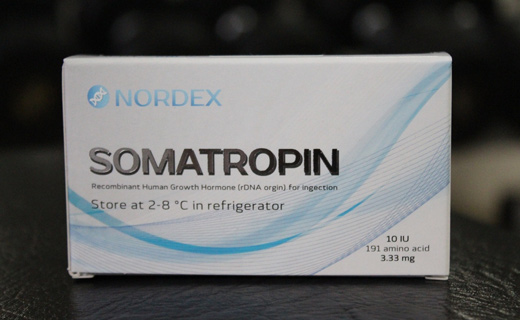 NORDEX
SOMATROPIN
Recombinant Human Growth Hormone (rDNA orgin) for ingection
Store at 2-8 °C in refrigerator
10 IU
191 amino acid
3.33 mg